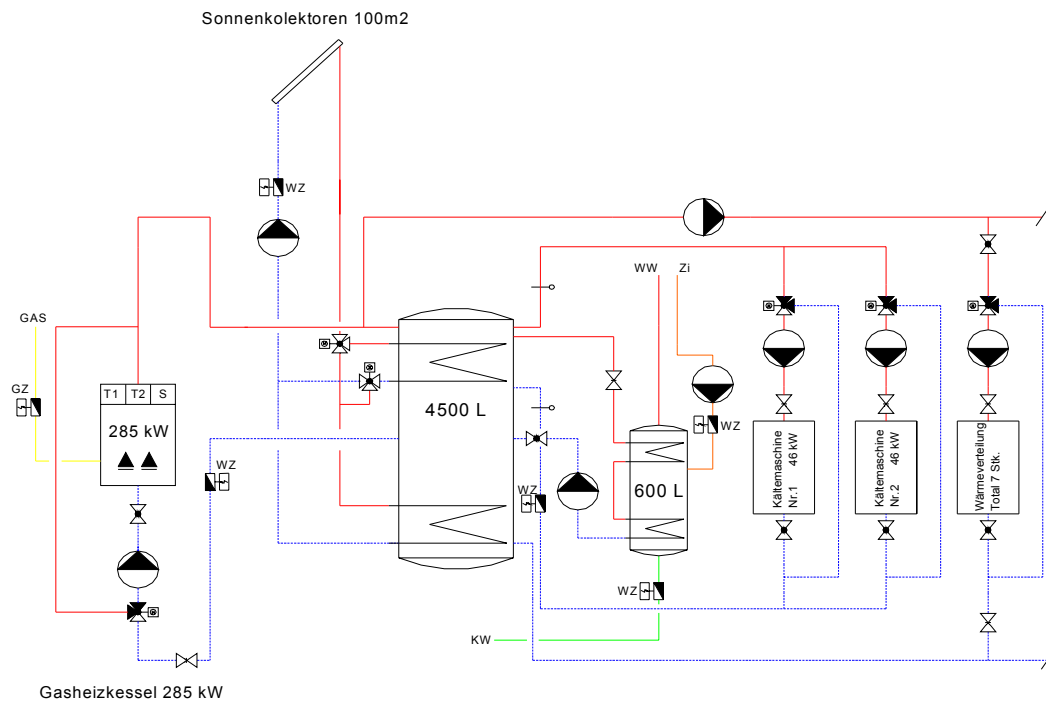 Sonnenkolektoren 100m2
WZ
WW
Zi
GAS
GZ
T1 T2 S
285 kW
4500 L
WZ
WZ
WZ
600 L
Kältemaschine
Nr.1 46 kW
Kältemaschine
Nr.2 46 kW
Wärmeverteilung
Total 7 Stk.
WZ
KW
Gasheizkessel 285 kW